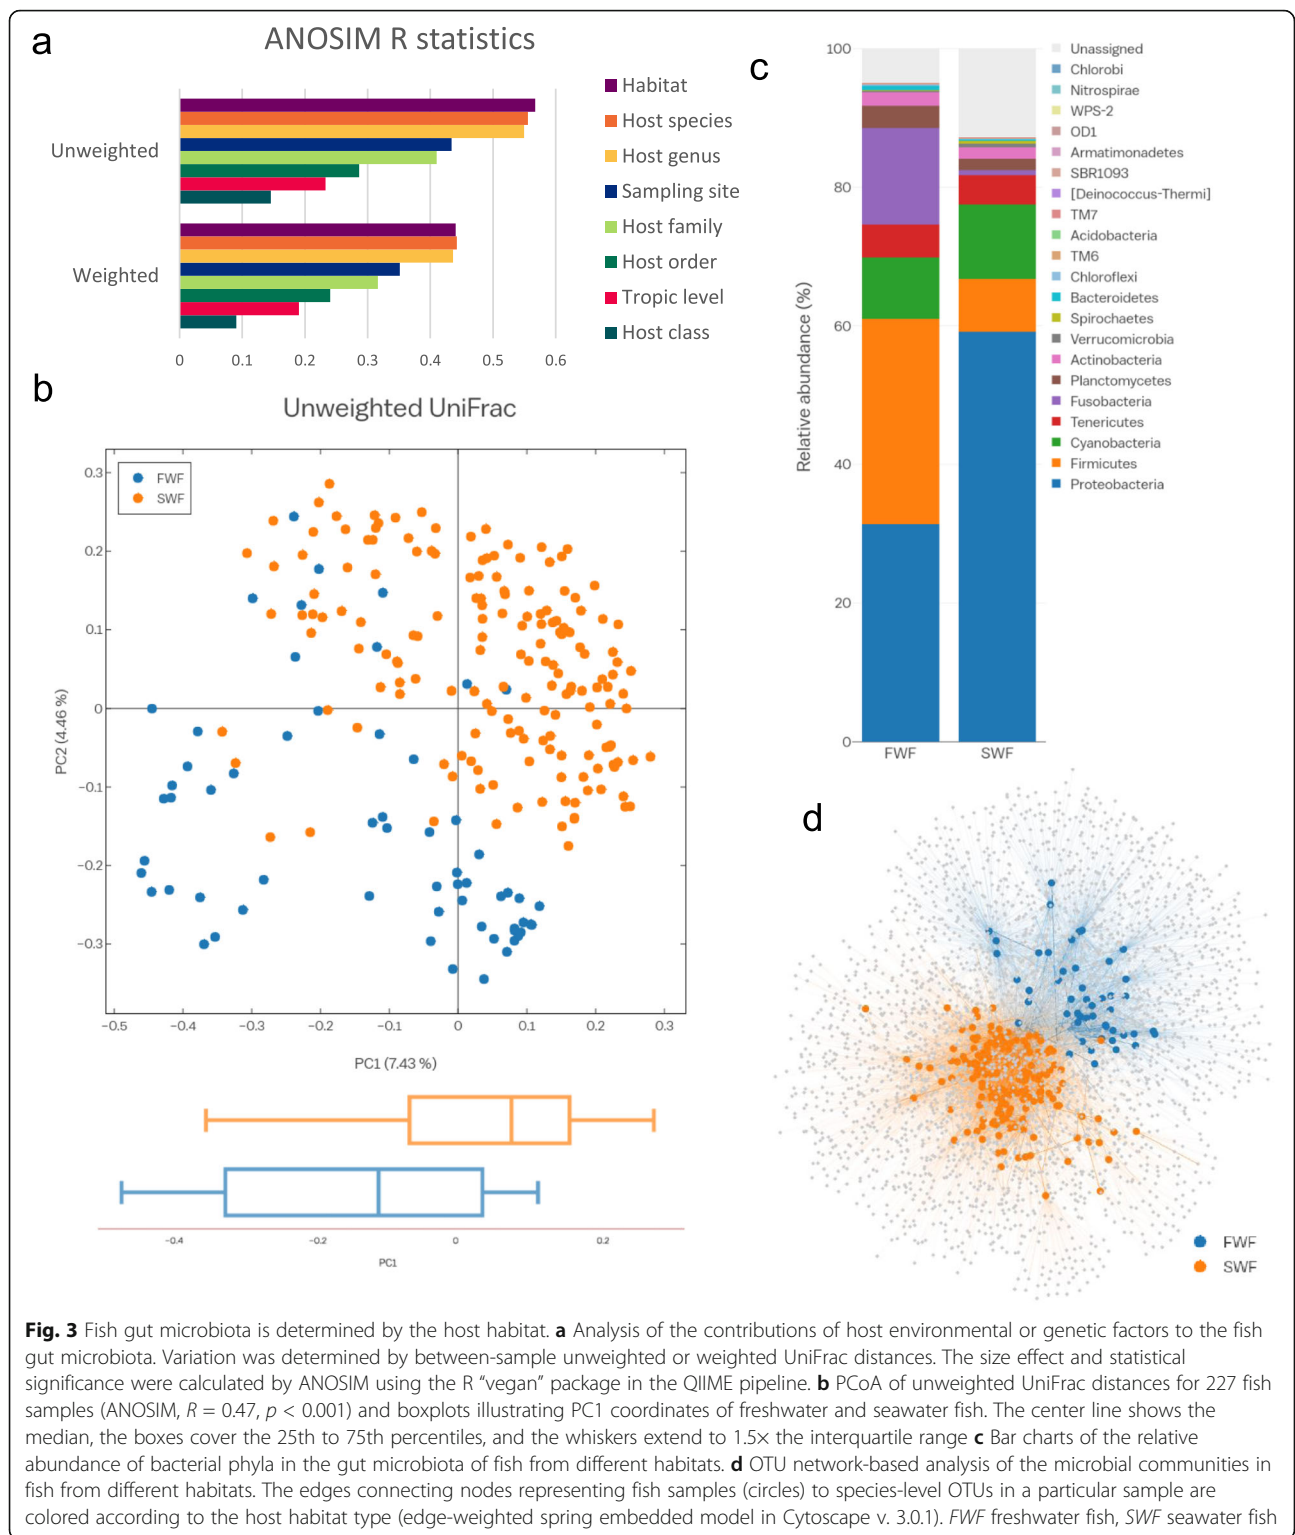 a
ANOSIM R statistics
Unweighted
Weighted
0 0.1 0.2 0.3 0.4 0.5 0.6
Habitat
Host species
Host genus
Sampling site
Host family
Host order
Tropic level
Host class
b
Unweighted UniFrac
FWF
SWF
0.3
0.2
0.1
0
−0.1
−0.2
−0.3
PC2 (4.46 %)
−0.5 −0.4 −0.3 −0.2 −0.1 0 0.1 0.2 0.3
PC1 (7.43 %)
−0.4 −0.2 0 0.2
PC1
c
100
80
60
40
20
0
Relative abundance (%)
FWF SWF
Unassigned
Chlorobi
Nitrospirae
WPS-2
OD1
Armatimonadetes
SBR1093
[Deinococcus-Thermi]
TM7
Acidobacteria
TM6
Chloroflexi
Bacteroidetes
Spirochaetes
Verrucomicrobia
Actinobacteria
Planctomycetes
Fusobacteria
Tenericutes
Cyanobacteria
Firmicutes
Proteobacteria
d
FWF
SWF
Fig. 3 Fish gut microbiota is determined by the host habitat. a Analysis of the contributions of host environmental or genetic factors to the fish
gut microbiota. Variation was determined by between-sample unweighted or weighted UniFrac distances. The size effect and statistical
significance were calculated by ANOSIM using the R “vegan” package in the QIIME pipeline. b PCoA of unweighted UniFrac distances for 227 fish
samples (ANOSIM, R = 0.47, p < 0.001) and boxplots illustrating PC1 coordinates of freshwater and seawater fish. The center line shows the
median, the boxes cover the 25th to 75th percentiles, and the whiskers extend to 1.5× the interquartile range c Bar charts of the relative
abundance of bacterial phyla in the gut microbiota of fish from different habitats. d OTU network-based analysis of the microbial communities in
fish from different habitats. The edges connecting nodes representing fish samples (circles) to species-level OTUs in a particular sample are
colored according to the host habitat type (edge-weighted spring embedded model in Cytoscape v. 3.0.1). FWF freshwater fish, SWF seawater fish